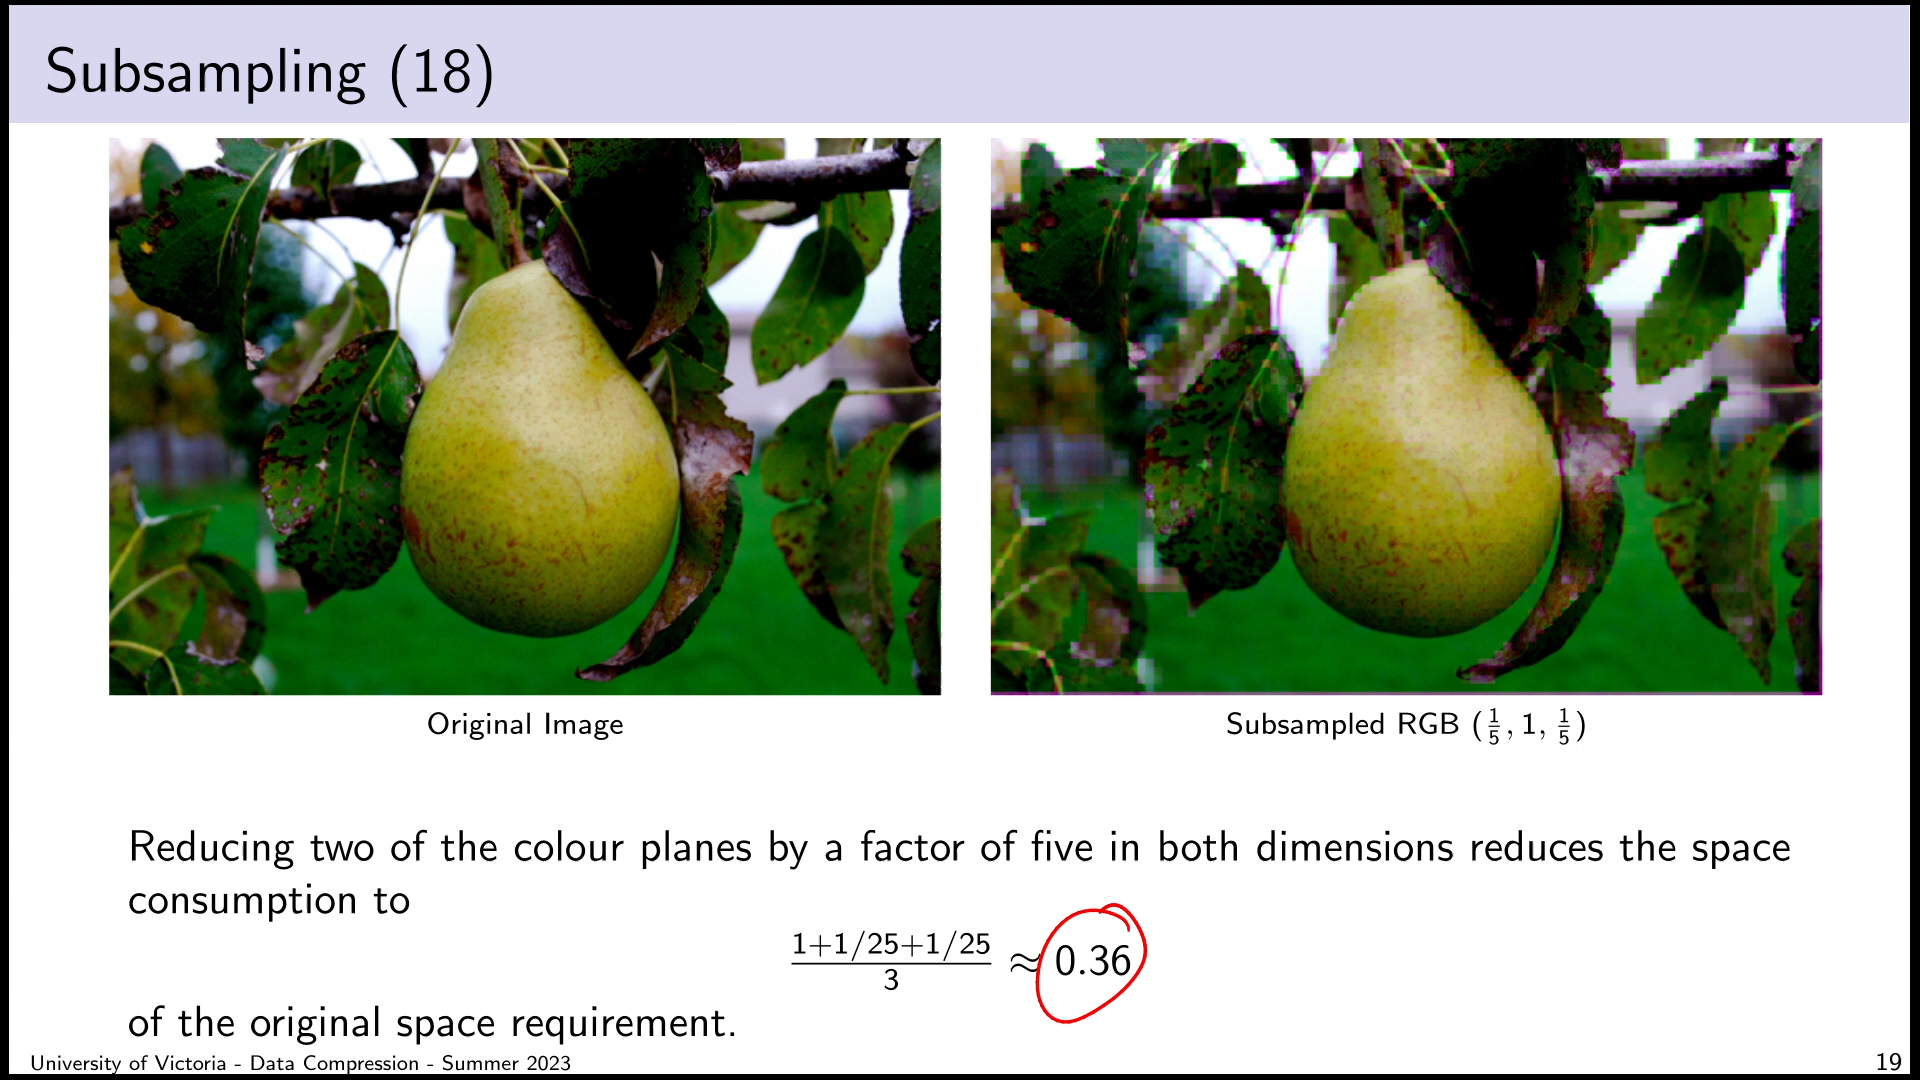 Subsampling (18)
Original Image
Subsampled RGB (1/5, 1, 1/5)
Reducing two of the colour planes by a factor of five in both dimensions reduces the space
consumption to
1+1/25+1/25
3
≈ 0.36
of the original space requirement.
University of Victoria - Data Compression - Summer 2023
19